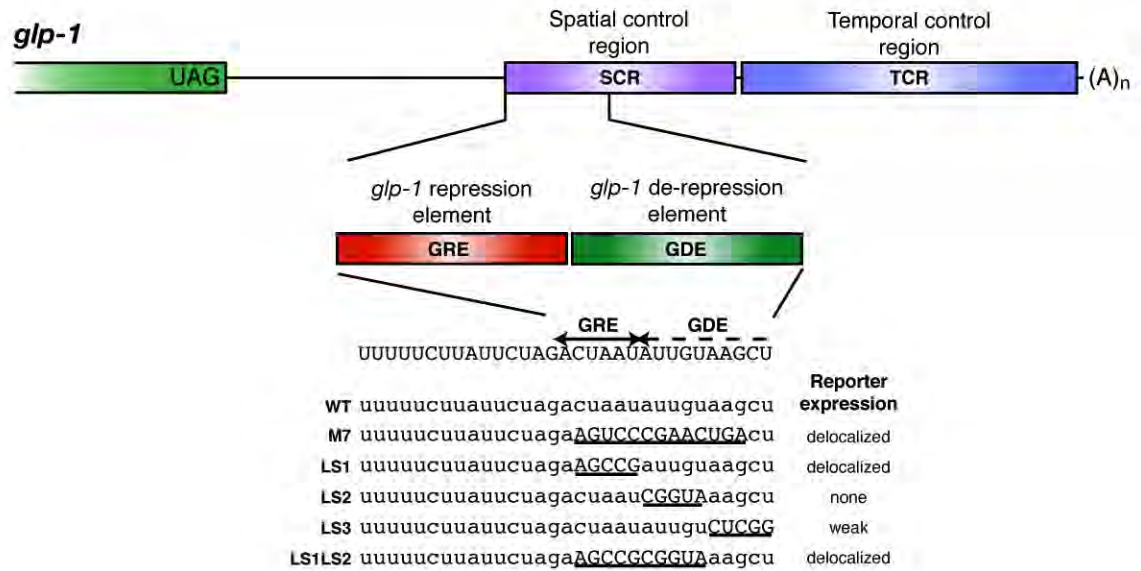 glp-1
Spatial control
region
Temporal control
region
UAG
SCR
TCR
(A)n
glp-1 repression
element
glp-1 de-repression
element
GRE
GDE
GRE
GDE
UUUUUCUUAUUCUAGACUAAUAUUGUAAGCU
Reporter
expression
WT uuuuucuuauucuagacuaauauuguaagcu
M7 uuuuucuuauucuagaAGUCCCGAACUGAcu delocalized
LS1 uuuuucuuauucuagaAGCCGauuguaagcu delocalized
LS2 uuuuucuuauucuagacuaauCGGUAaagcu none
LS3 uuuuucuuauucuagacuaauauuguCUCGG weak
LS1LS2 uuuuucuuauucuagaAGCCGCGGUAaagcu delocalized